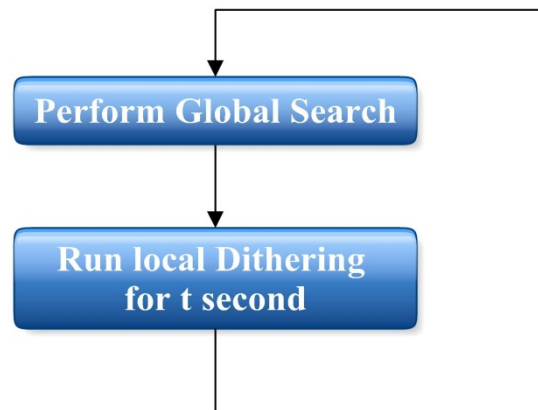 Perform Global Search
Run local Dithering
for t second